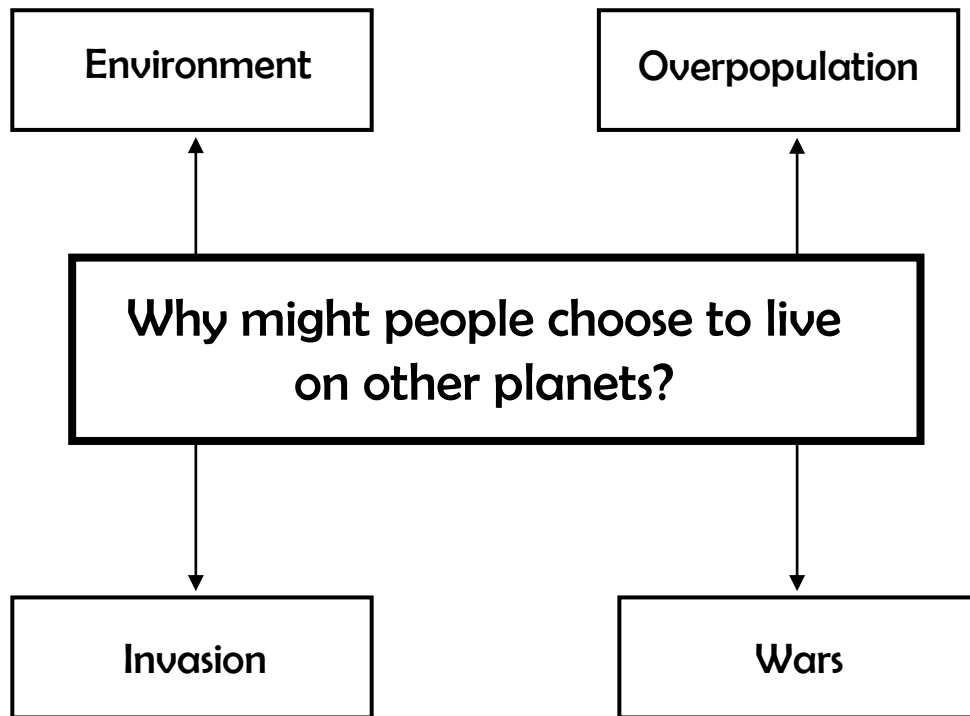 Environment
Overpopulation
Why might people choose to live
on other planets?
Invasion
Wars